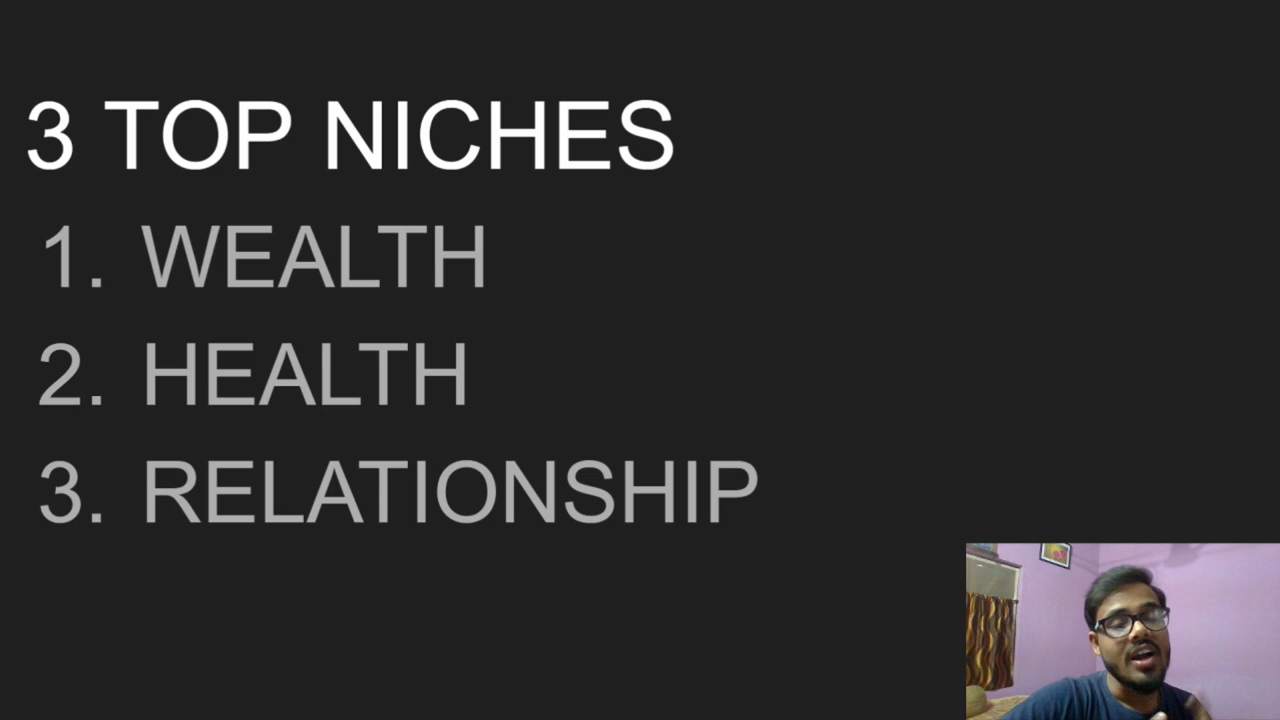 3 TOP NICHES
1. WEALTH
2. HEALTH
3. RELATIONSHIP